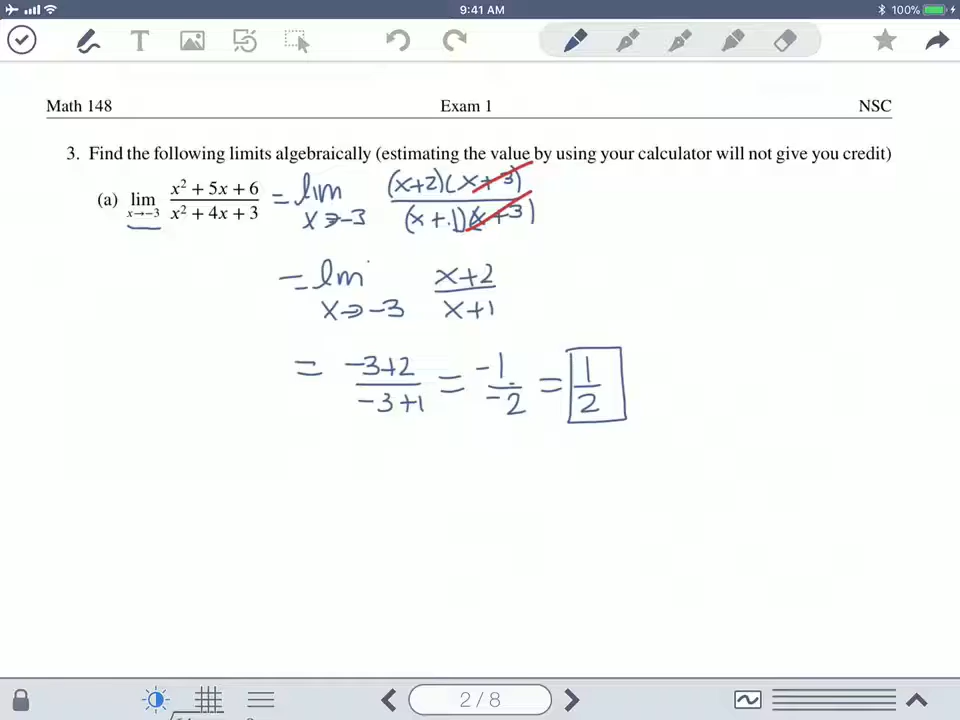 9:41 AM
100%
T
Math 148 Exam 1 NSC
3. Find the following limits algebraically (estimating the value by using your calculator will not give you credit)
(a) lim x→−3 (x² + 5x + 6)/(x² + 4x + 3) = lim x→−3 (x+2)(x+3)/(x+1)(x+3)
= lim x→−3 x+2/x+1
= −3+2/−3+1 = −1/−2 = 1/2
2 / 8